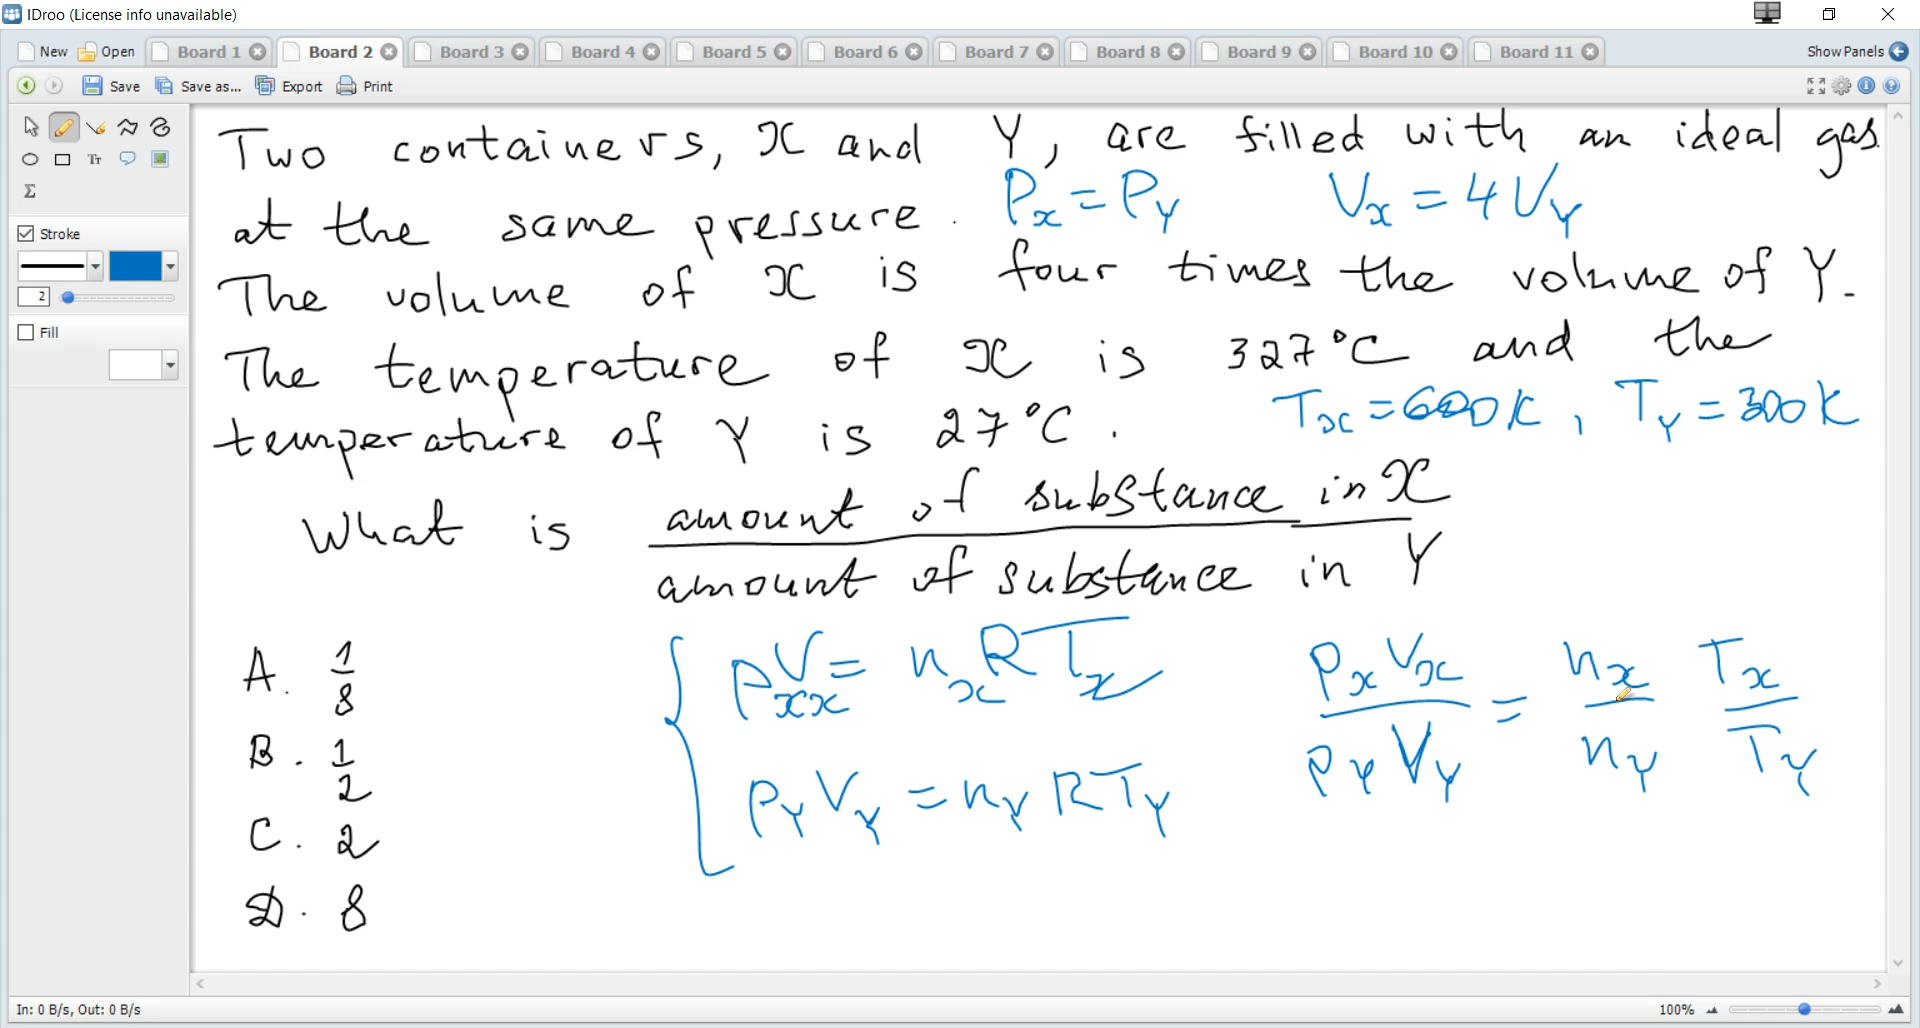 IDroo (License info unavailable)
New Open Board 1 Board 2 Board 3 Board 4 Board 5 Board 6 Board 7 Board 8 Board 9 Board 10 Board 11 Show Panels
Save Save as... Export Print
Tт
Σ
Stroke
2
Fill
Two containers, X and Y, are filled with an ideal gas
at the same pressure. Px = PY Vx = 4VY
The volume of X is four times the volume of Y.
The temperature of X is 327°C and the
temperature of Y is 27°C. Tx = 600K, TY = 300K
What is amount of substance in X
amount of substance in Y
A. 1/8
B. 1/2
C. 2
D. 8
pxVx = nxRTx
pYVY = nYRTY
pxVx/pYVY = nx/nY Tx/TY
In: 0 B/s, Out: 0 B/s 100%